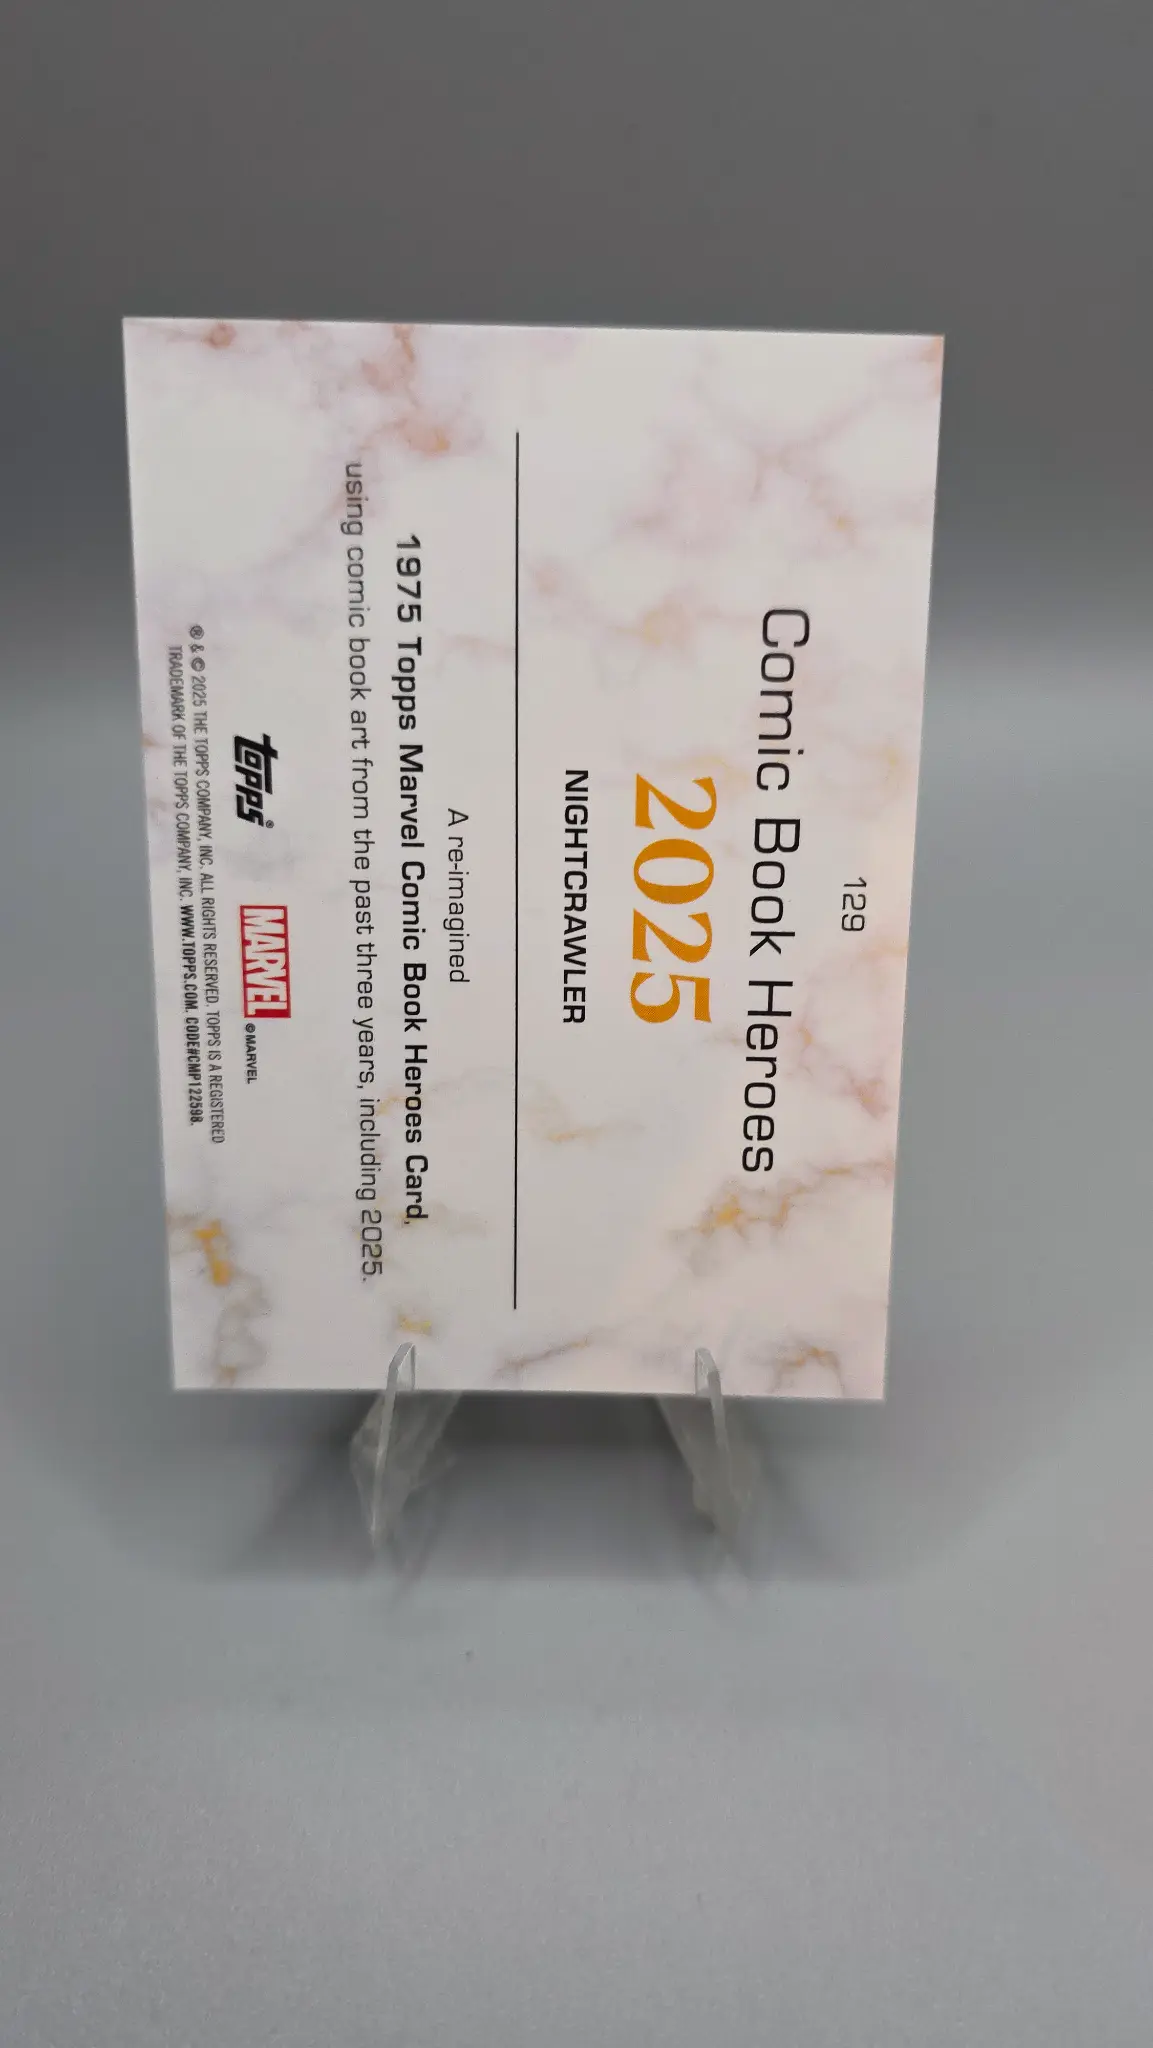 129
Comic Book Heroes
2025
NIGHTCRAWLER
A re-imagined
1975 Topps Marvel Comic Book Heroes Card,
using comic book art from the past three years, including 2025.
topps®
MARVEL © MARVEL
® & © 2025 THE TOPPS COMPANY, INC. ALL RIGHTS RESERVED. TOPPS IS A REGISTERED
TRADEMARK OF THE TOPPS COMPANY, INC. WWW.TOPPS.COM. CODE#CMP122598.